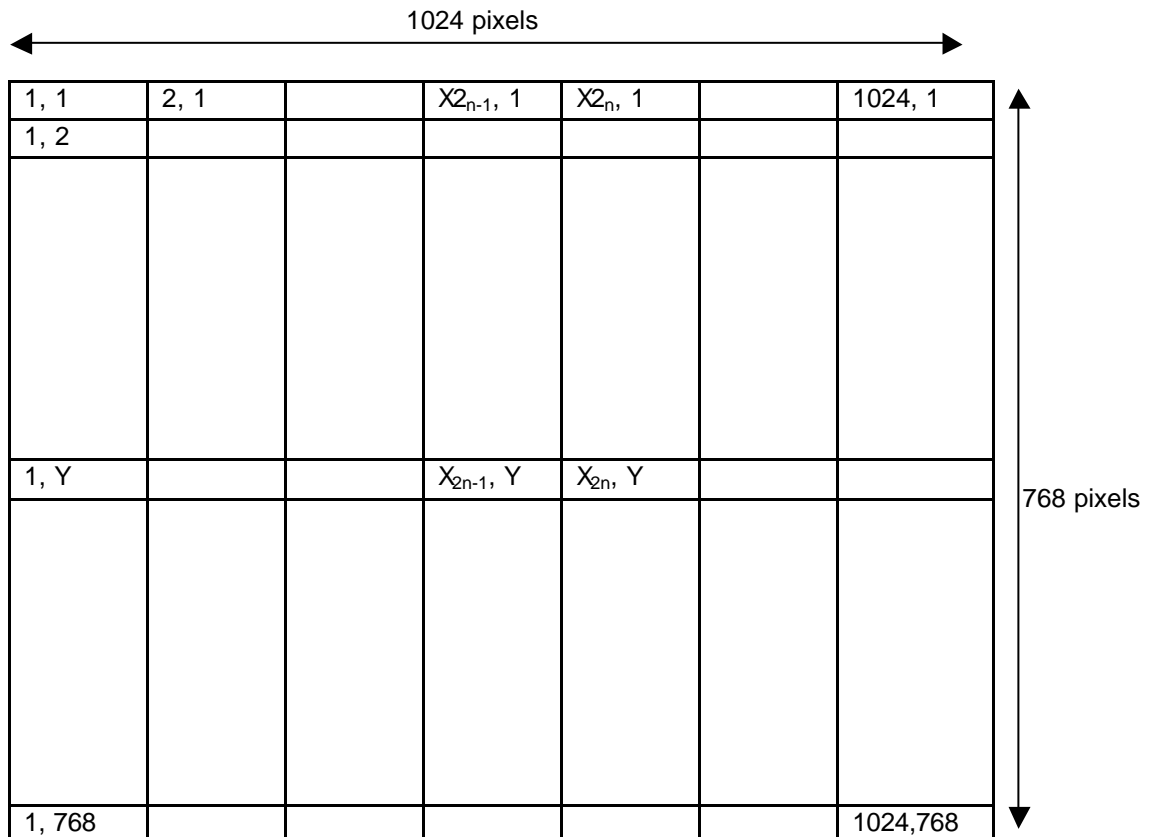 1024 pixels
1, 1 2, 1 X2ₙ₋₁, 1 X2ₙ, 1 1024, 1
1, 2
1, Y X₂ₙ₋₁, Y X₂ₙ, Y
768 pixels
1, 768 1024,768